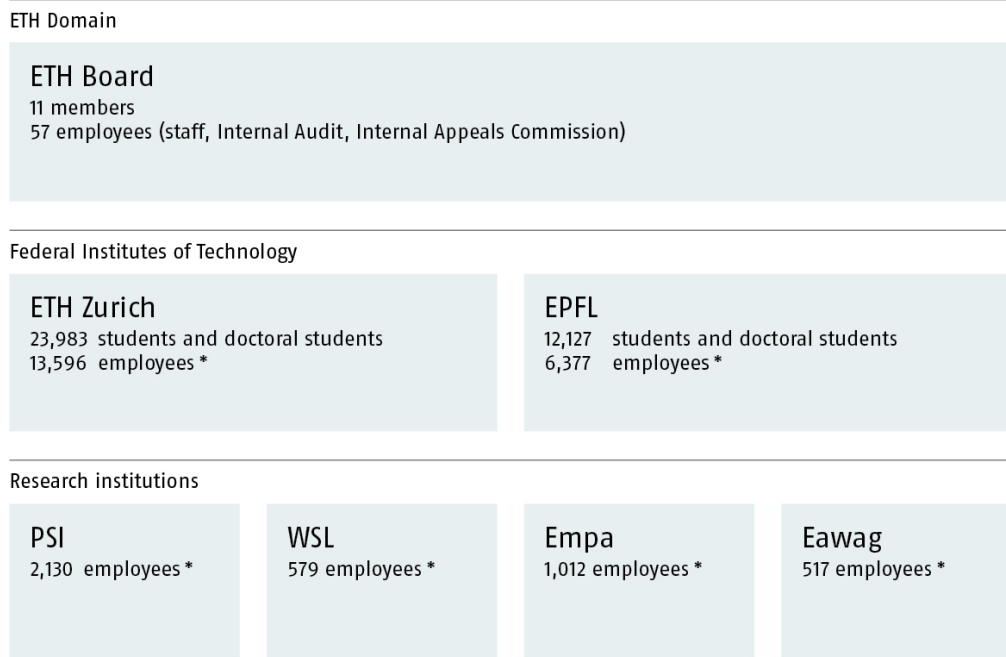 ETH Domain
ETH Board
11 members
57 employees (staff, Internal Audit, Internal Appeals Commission)
Federal Institutes of Technology
ETH Zurich
23,983 students and doctoral students
13,596 employees *
EPFL
12,127 students and doctoral students
6,377 employees *
Research institutions
PSI
2,130 employees *
WSL
579 employees *
Empa
1,012 employees *
Eawag
517 employees *